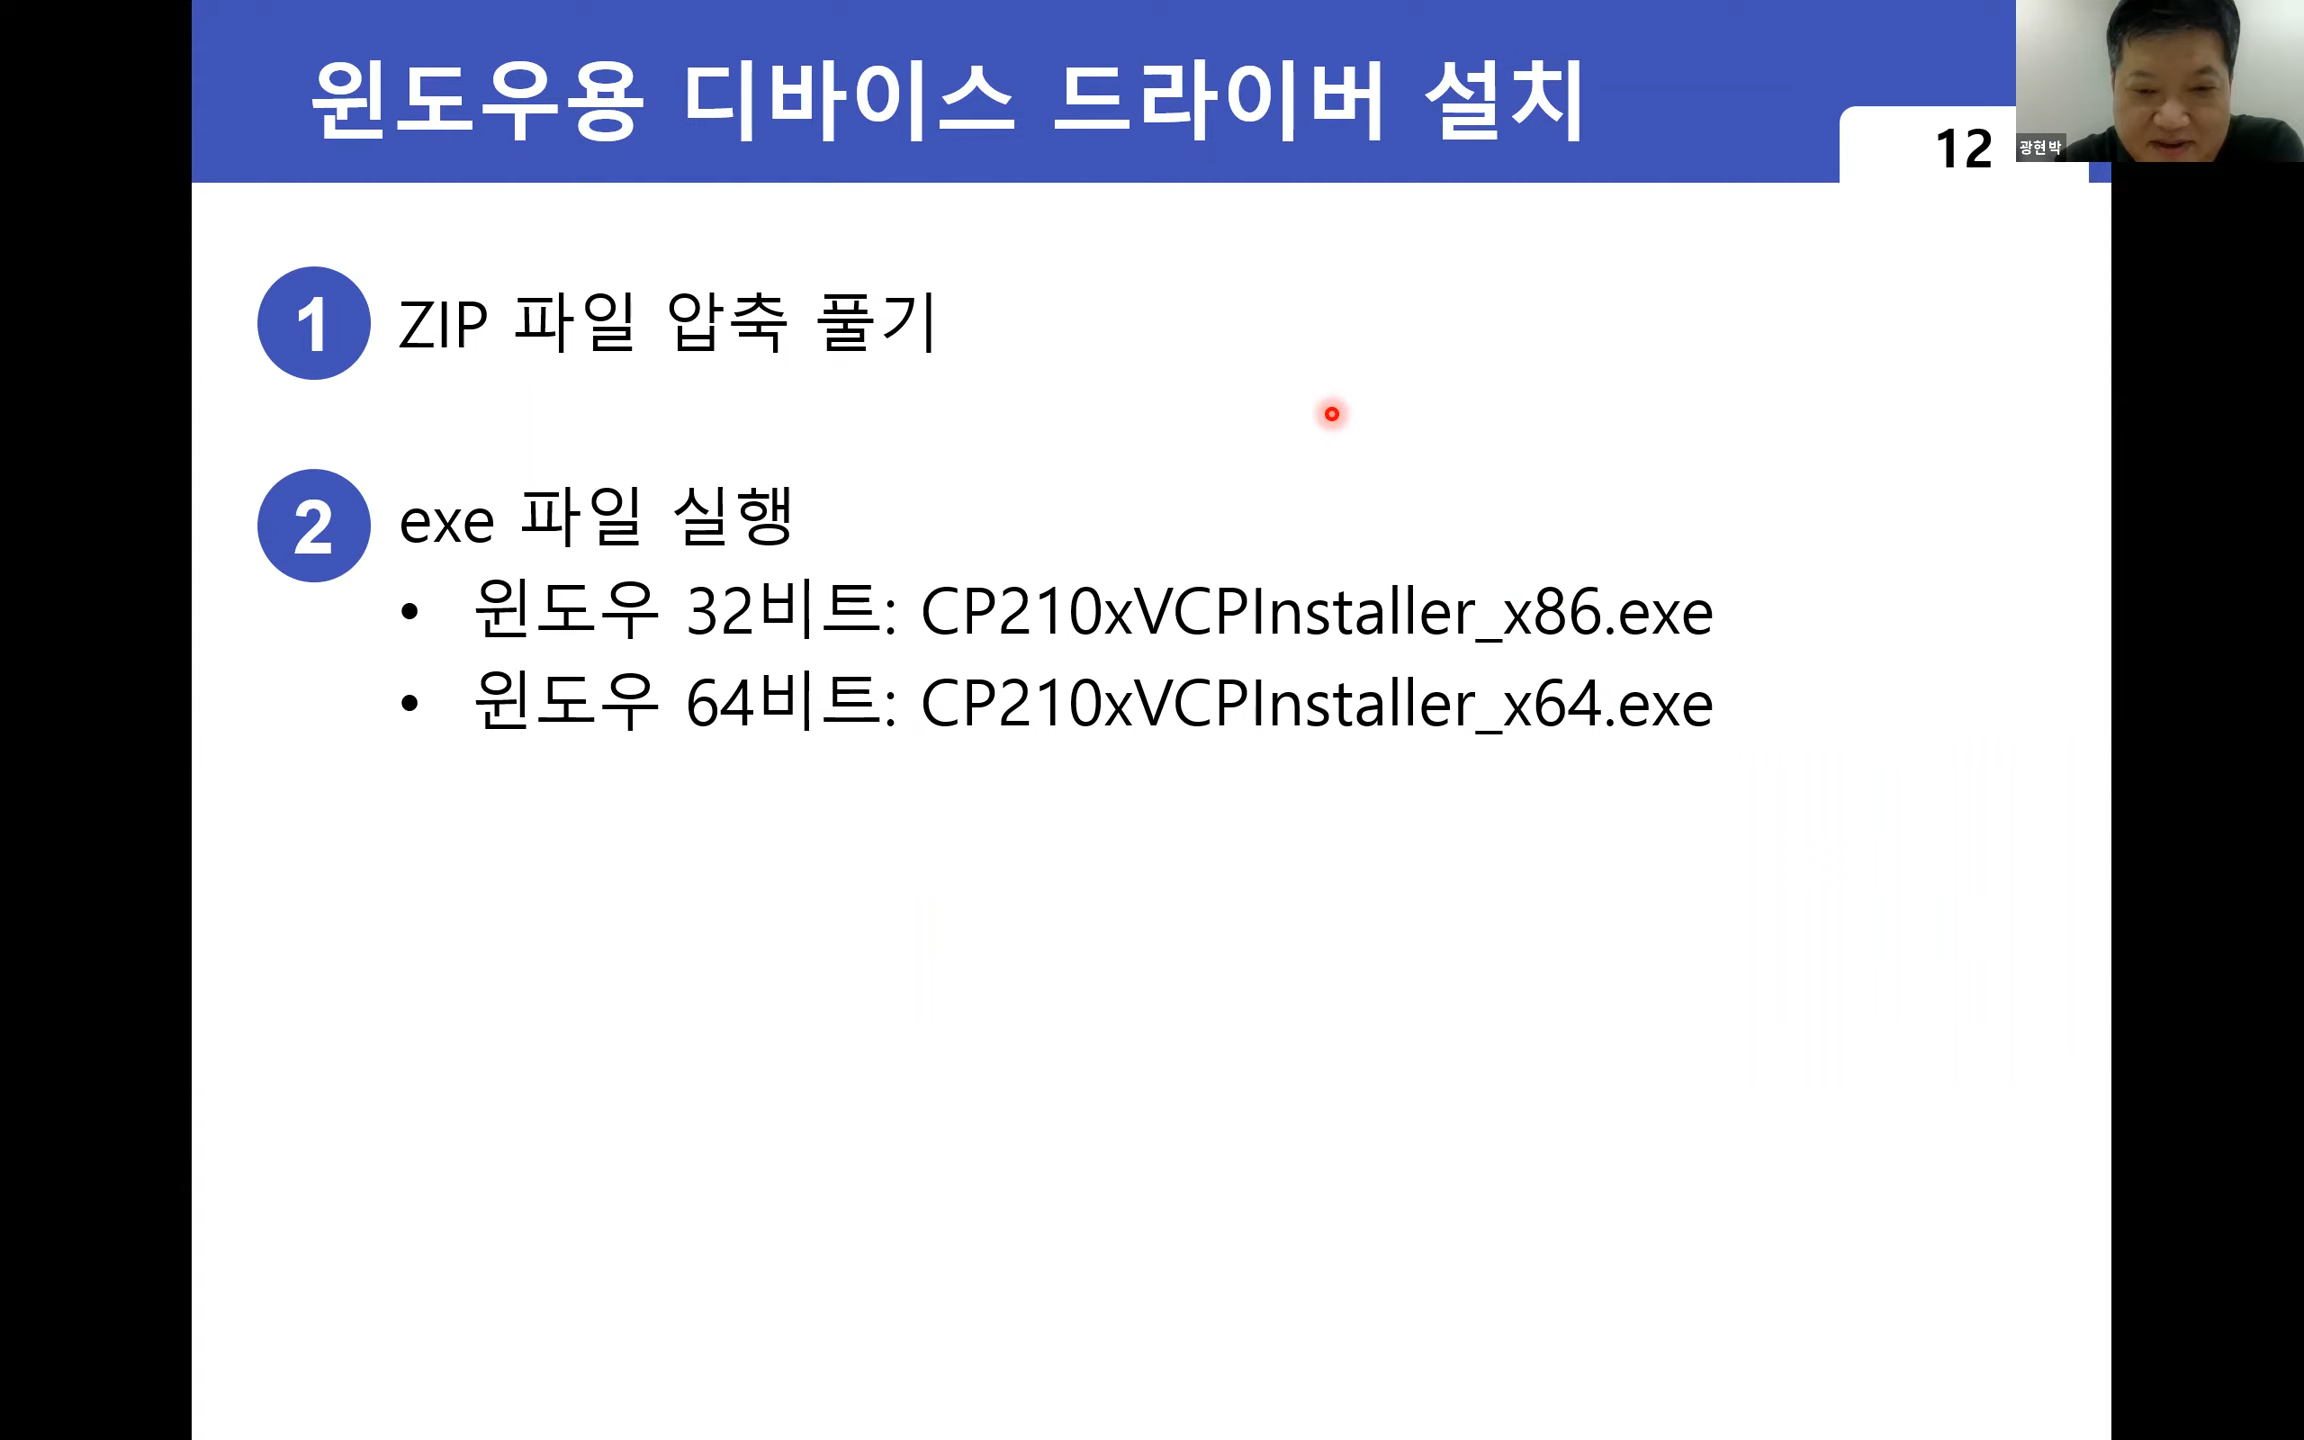 윈도우용 디바이스 드라이버 설치
12
광현박
1 ZIP 파일 압축 풀기
2 exe 파일 실행
• 윈도우 32비트: CP210xVCPInstaller_x86.exe
• 윈도우 64비트: CP210xVCPInstaller_x64.exe